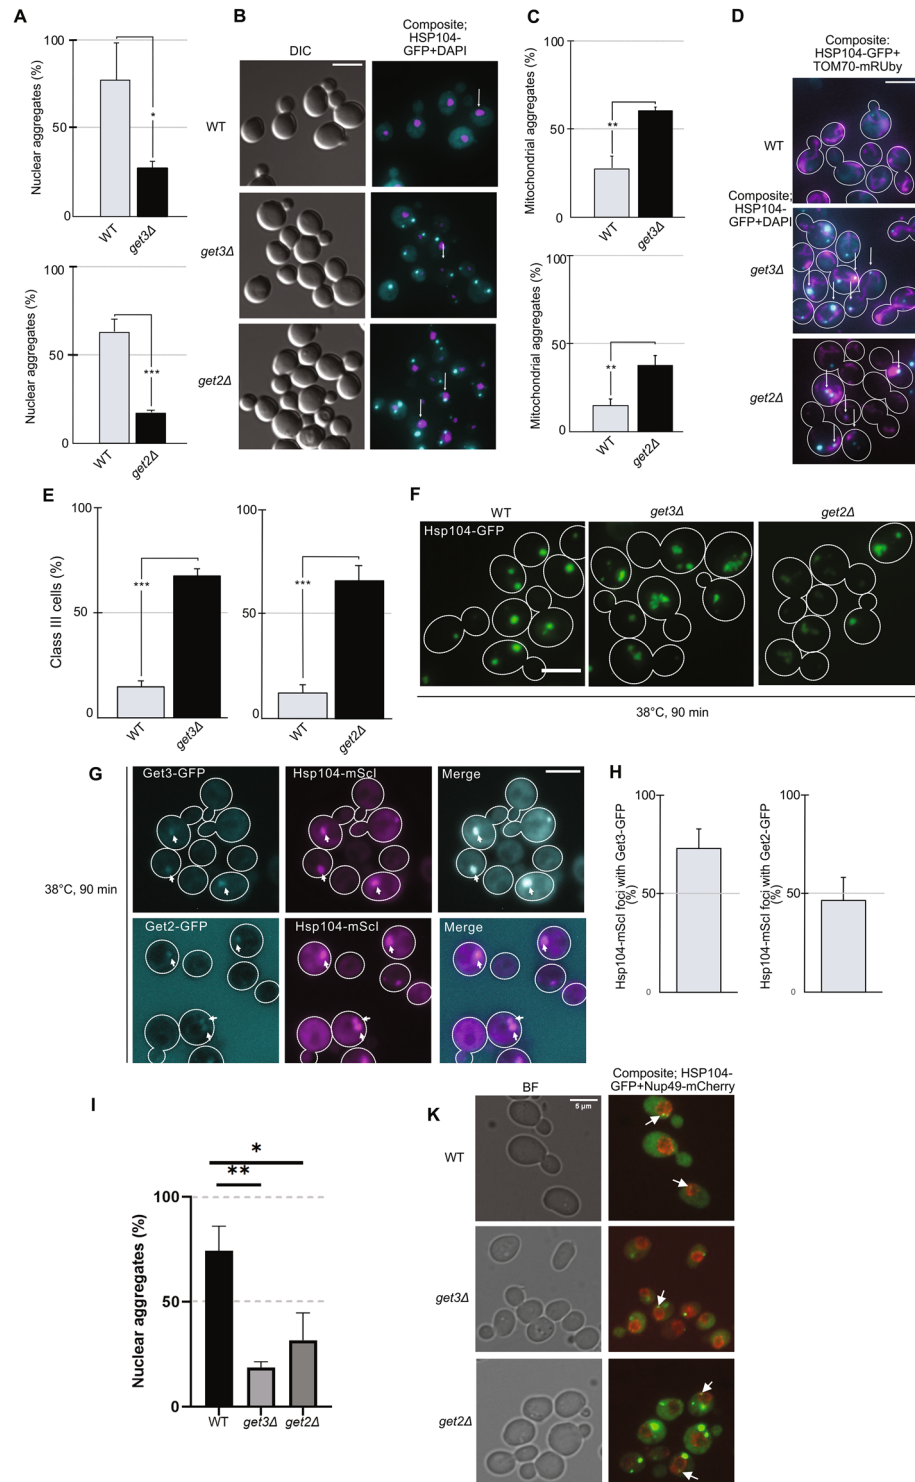 A
Nuclear aggregates (%)
100
50
0
*
WT
get3Δ
Nuclear aggregates (%)
100
50
0
***
WT
get2Δ
B
DIC
Composite;
HSP104-
GFP+DAPI
WT
get3Δ
get2Δ
C
Mitochondrial aggregates (%)
100
50
0
**
WT
get3Δ
Mitochondrial aggregates (%)
100
50
0
**
WT
get2Δ
D
Composite:
HSP104-GFP+
TOM70-mRUby
WT
Composite;
HSP104-
GFP+DAPI
get3Δ
get2Δ
E
Class III cells (%)
100
50
0
***
WT
get3Δ
100
50
0
***
WT
get2Δ
F
WT
get3Δ
get2Δ
Hsp104-GFP
38°C, 90 min
G
Get3-GFP
Hsp104-mScI
Merge
38°C, 90 min
Get2-GFP
Hsp104-mScI
Merge
H
Hsp104-mScI foci with Get3-GFP
(%)
100
50
0
Hsp104-mScI foci with Get2-GFP
(%)
100
50
0
I
Nuclear aggregates (%)
*
**
100
50
0
WT
get3Δ
get2Δ
K
BF
Composite; HSP104-
GFP+Nup49-mCherry
5 µm
WT
get3Δ
get2Δ